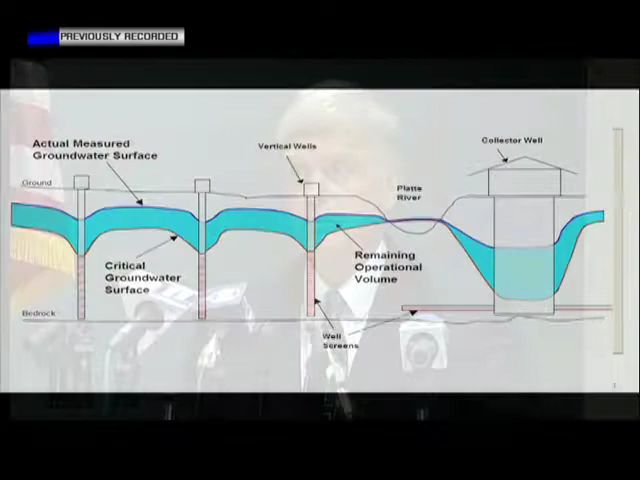 PREVIOUSLY RECORDED
Actual Measured
Groundwater Surface
Vertical Wells
Collector Well
Ground
Platte
River
Critical
Groundwater
Surface
Remaining
Operational
Volume
Bedrock
Well
Screens